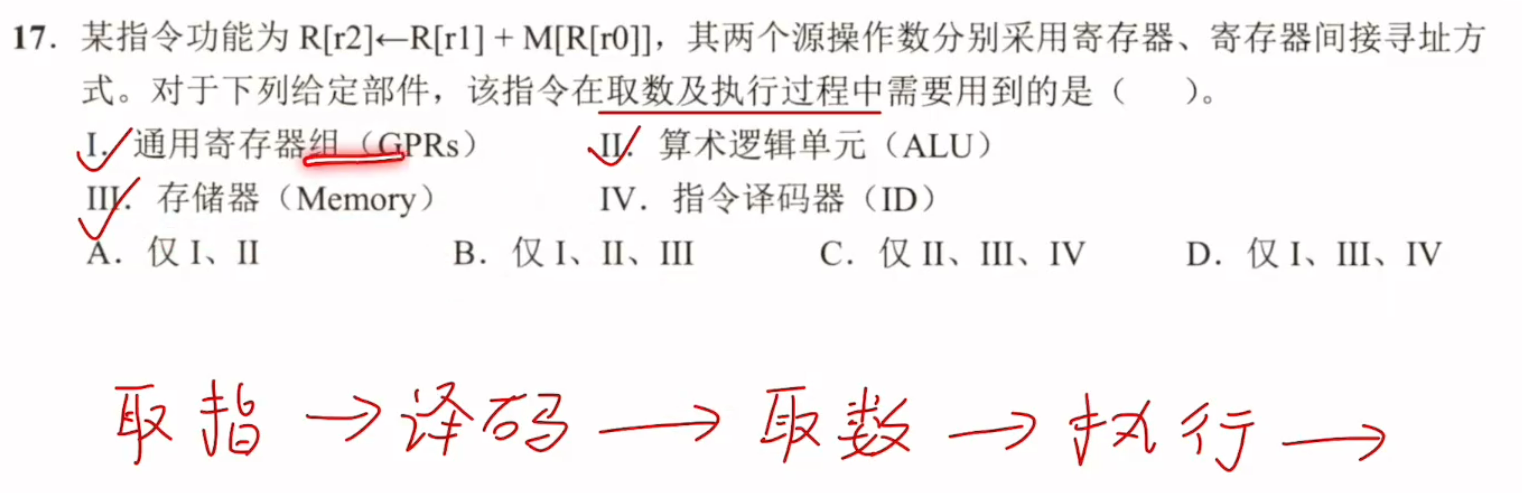 17. 某指令功能为 R[r2]←R[r1] + M[R[r0]]，其两个源操作数分别采用寄存器、寄存器间接寻址方
式。对于下列给定部件，该指令在取数及执行过程中需要用到的是（　　）。
I. 通用寄存器组（GPRs）　　II. 算术逻辑单元（ALU）
III. 存储器（Memory）　　IV. 指令译码器（ID）
A. 仅 I、II　　B. 仅 I、II、III　　C. 仅 II、III、IV　　D. 仅 I、III、IV
取指 → 译码 → 取数 → 执行 →